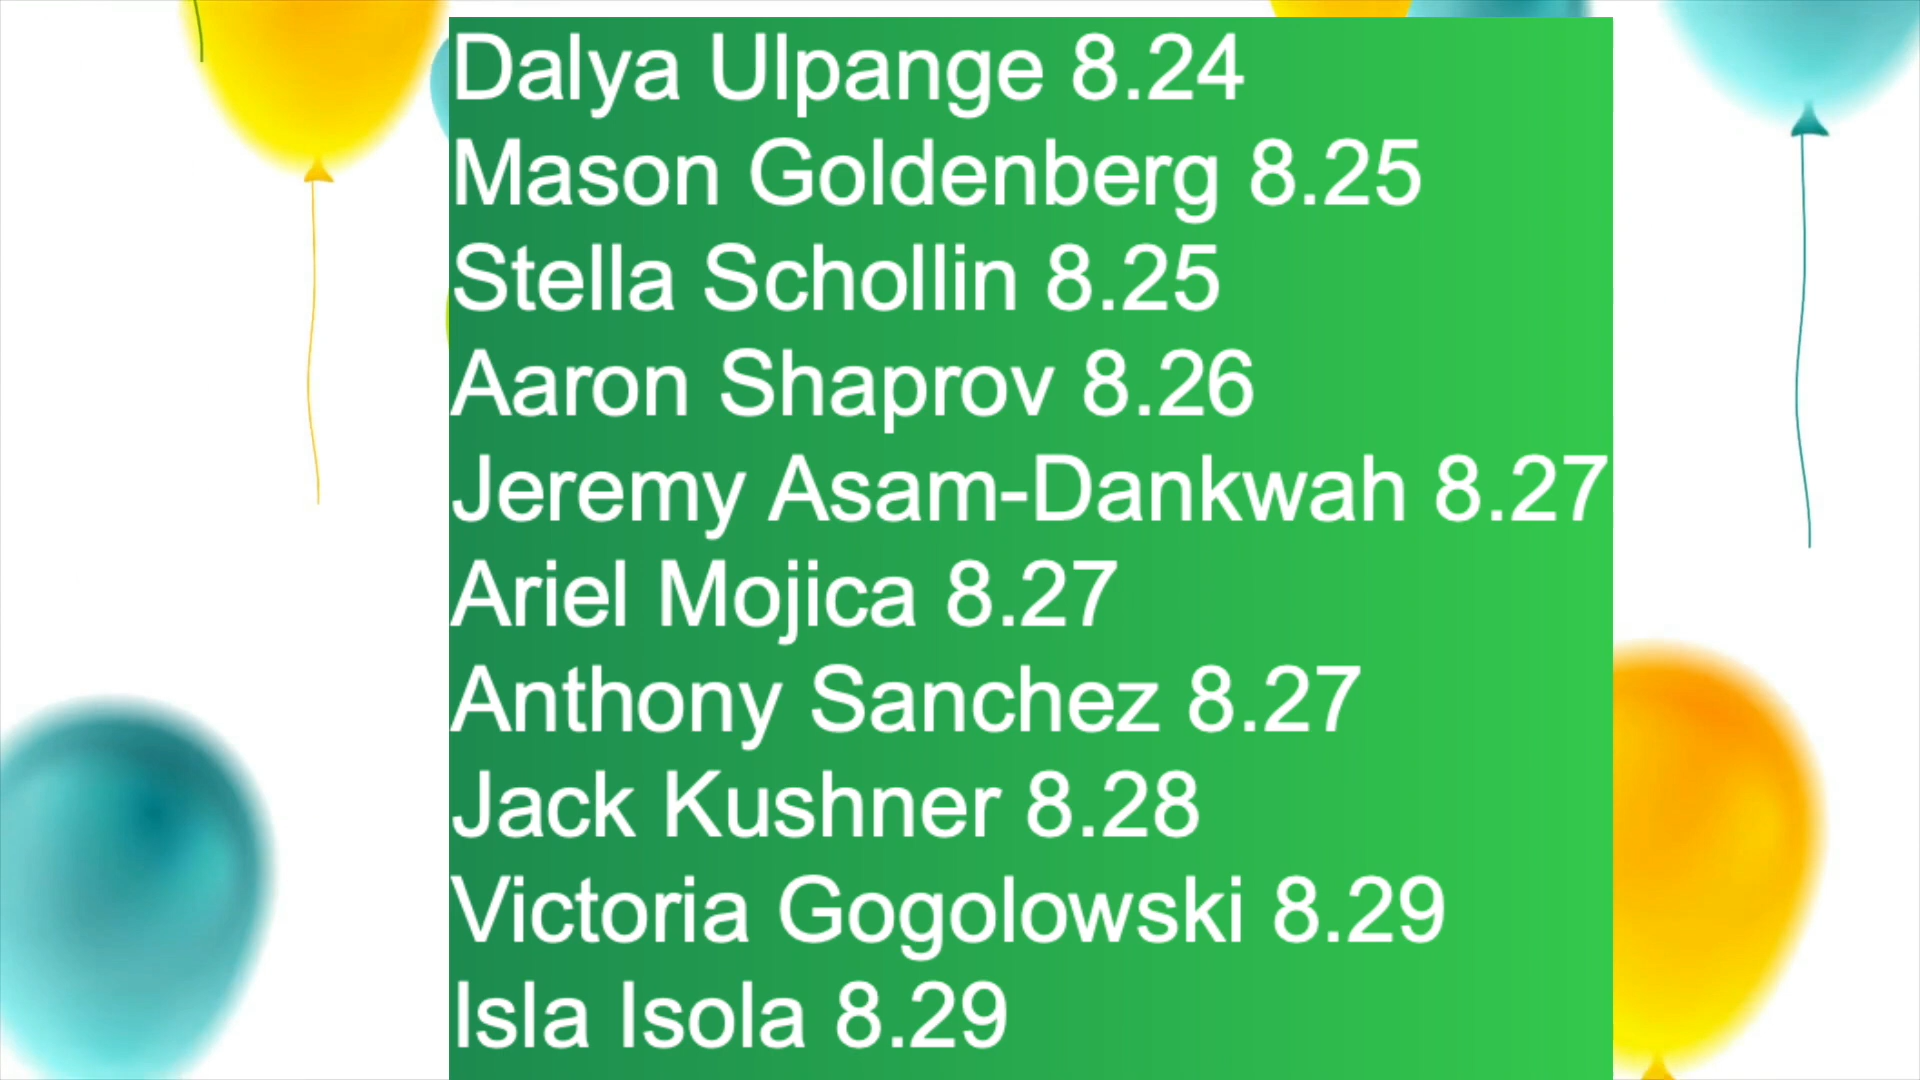 Dalya Ulpange 8.24
Mason Goldenberg 8.25
Stella Schollin 8.25
Aaron Shaprov 8.26
Jeremy Asam-Dankwah 8.27
Ariel Mojica 8.27
Anthony Sanchez 8.27
Jack Kushner 8.28
Victoria Gogolowski 8.29
Isla Isola 8.29